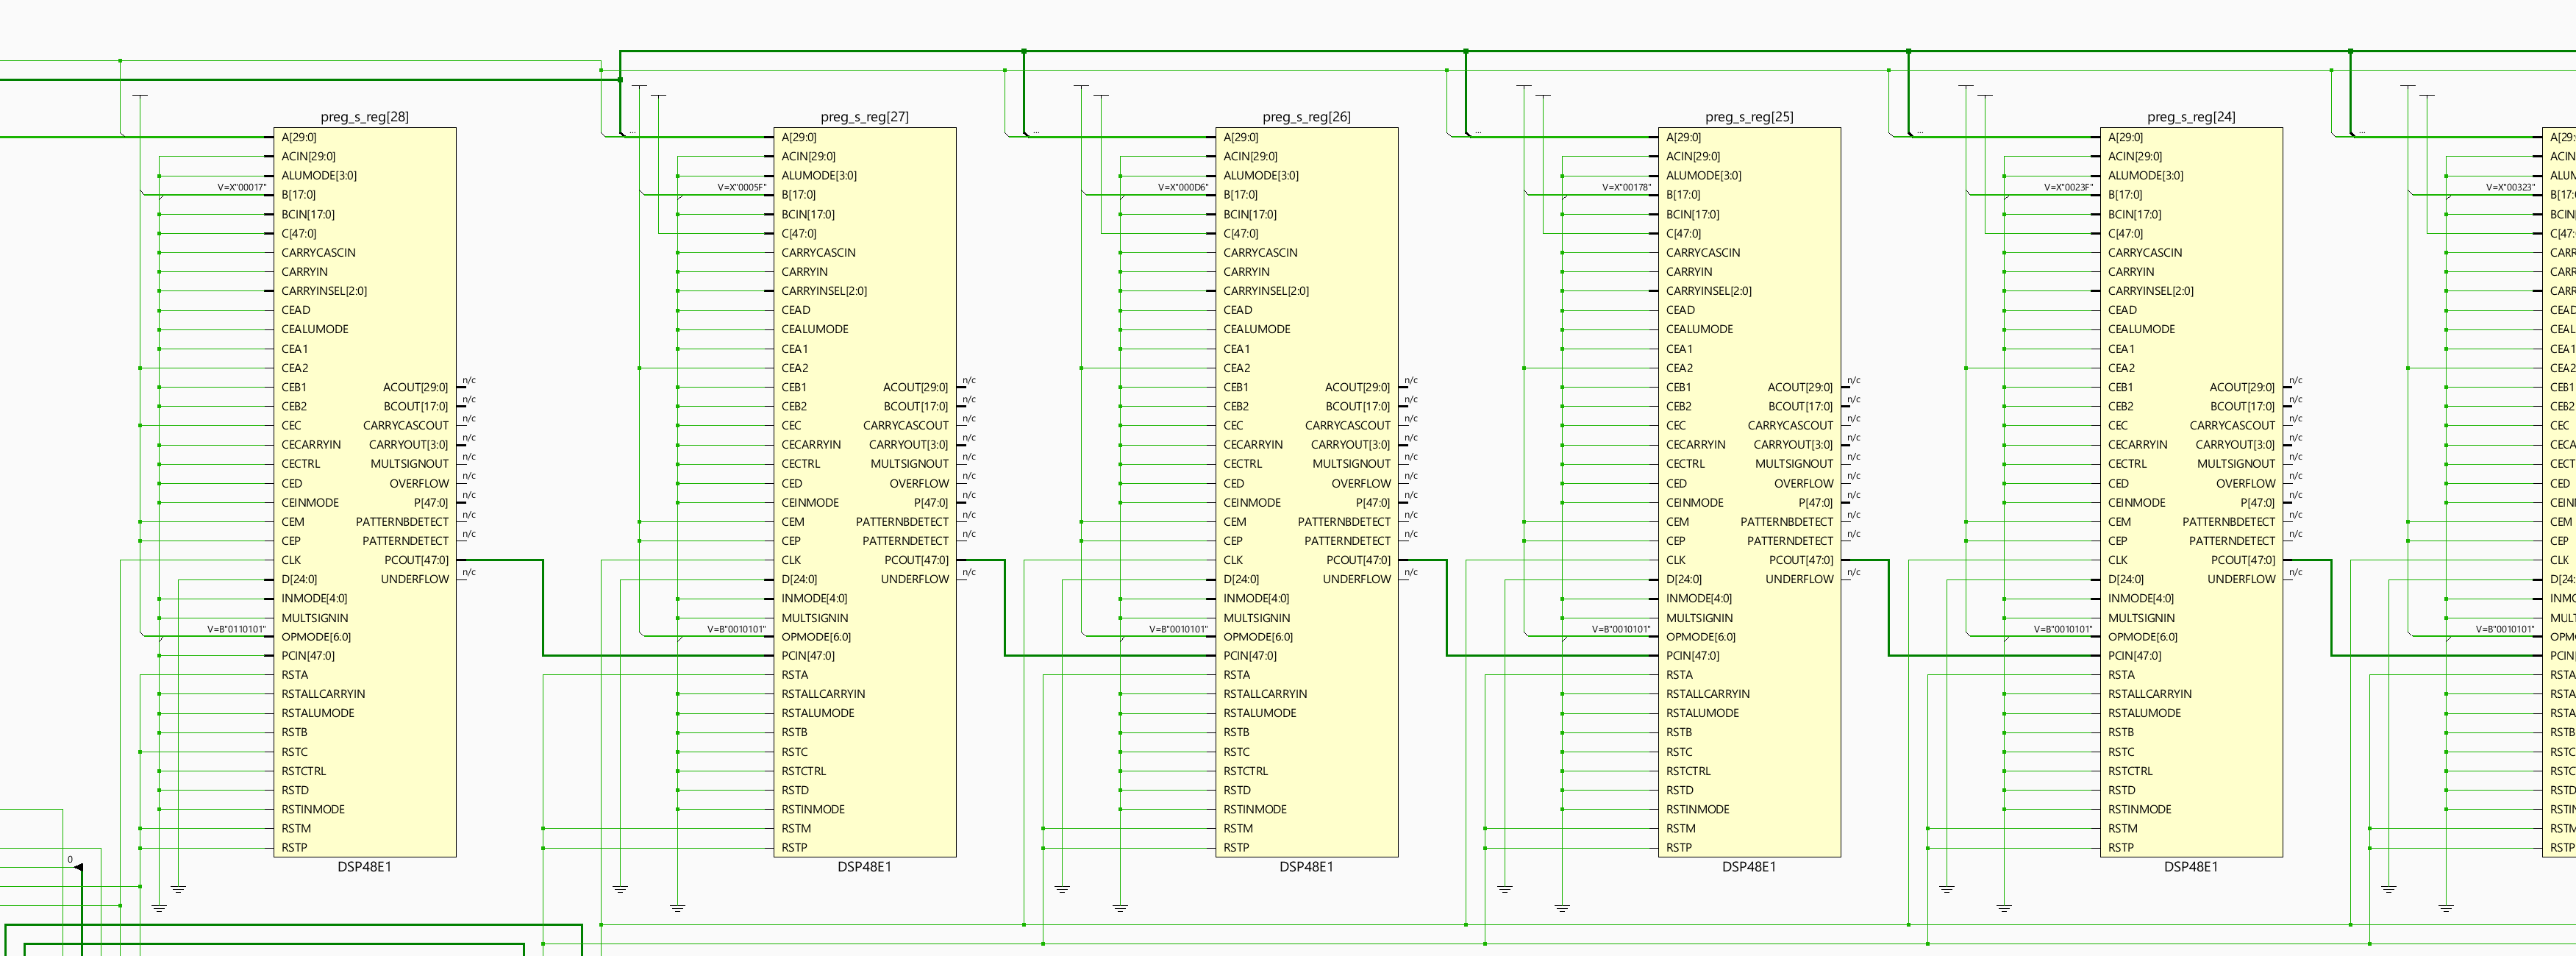 preg_s_reg[28]
A[29:0]
ACIN[29:0]
ALUMODE[3:0]
V=X"00017" B[17:0]
BCIN[17:0]
C[47:0]
CARRYCASCIN
CARRYIN
CARRYINSEL[2:0]
CEAD
CEALUMODE
CEA1
CEA2
CEB1 ACOUT[29:0] n/c
CEB2 BCOUT[17:0] n/c
CEC CARRYCASCOUT n/c
CECARRYIN CARRYOUT[3:0] n/c
CECTRL MULTSIGNOUT n/c
CED OVERFLOW n/c
CEINMODE P[47:0] n/c
CEM PATTERNBDETECT n/c
CEP PATTERNDETECT n/c
CLK PCOUT[47:0]
D[24:0] UNDERFLOW n/c
INMODE[4:0]
MULTSIGNIN
V=B"0110101" OPMODE[6:0]
PCIN[47:0]
RSTA
RSTALLCARRYIN
RSTALUMODE
RSTB
RSTC
RSTCTRL
RSTD
RSTINMODE
RSTM
RSTP
DSP48E1
0
preg_s_reg[27]
... A[29:0]
ACIN[29:0]
ALUMODE[3:0]
V=X"0005F" B[17:0]
BCIN[17:0]
C[47:0]
CARRYCASCIN
CARRYIN
CARRYINSEL[2:0]
CEAD
CEALUMODE
CEA1
CEA2
CEB1 ACOUT[29:0] n/c
CEB2 BCOUT[17:0] n/c
CEC CARRYCASCOUT n/c
CECARRYIN CARRYOUT[3:0] n/c
CECTRL MULTSIGNOUT n/c
CED OVERFLOW n/c
CEINMODE P[47:0] n/c
CEM PATTERNBDETECT n/c
CEP PATTERNDETECT n/c
CLK PCOUT[47:0]
D[24:0] UNDERFLOW n/c
INMODE[4:0]
MULTSIGNIN
V=B"0010101" OPMODE[6:0]
PCIN[47:0]
RSTA
RSTALLCARRYIN
RSTALUMODE
RSTB
RSTC
RSTCTRL
RSTD
RSTINMODE
RSTM
RSTP
DSP48E1
preg_s_reg[26]
... A[29:0]
ACIN[29:0]
ALUMODE[3:0]
V=X"000D6" B[17:0]
BCIN[17:0]
C[47:0]
CARRYCASCIN
CARRYIN
CARRYINSEL[2:0]
CEAD
CEALUMODE
CEA1
CEA2
CEB1 ACOUT[29:0] n/c
CEB2 BCOUT[17:0] n/c
CEC CARRYCASCOUT n/c
CECARRYIN CARRYOUT[3:0] n/c
CECTRL MULTSIGNOUT n/c
CED OVERFLOW n/c
CEINMODE P[47:0] n/c
CEM PATTERNBDETECT n/c
CEP PATTERNDETECT n/c
CLK PCOUT[47:0]
D[24:0] UNDERFLOW n/c
INMODE[4:0]
MULTSIGNIN
V=B"0010101" OPMODE[6:0]
PCIN[47:0]
RSTA
RSTALLCARRYIN
RSTALUMODE
RSTB
RSTC
RSTCTRL
RSTD
RSTINMODE
RSTM
RSTP
DSP48E1
preg_s_reg[25]
... A[29:0]
ACIN[29:0]
ALUMODE[3:0]
V=X"00178" B[17:0]
BCIN[17:0]
C[47:0]
CARRYCASCIN
CARRYIN
CARRYINSEL[2:0]
CEAD
CEALUMODE
CEA1
CEA2
CEB1 ACOUT[29:0] n/c
CEB2 BCOUT[17:0] n/c
CEC CARRYCASCOUT n/c
CECARRYIN CARRYOUT[3:0] n/c
CECTRL MULTSIGNOUT n/c
CED OVERFLOW n/c
CEINMODE P[47:0] n/c
CEM PATTERNBDETECT n/c
CEP PATTERNDETECT n/c
CLK PCOUT[47:0]
D[24:0] UNDERFLOW n/c
INMODE[4:0]
MULTSIGNIN
V=B"0010101" OPMODE[6:0]
PCIN[47:0]
RSTA
RSTALLCARRYIN
RSTALUMODE
RSTB
RSTC
RSTCTRL
RSTD
RSTINMODE
RSTM
RSTP
DSP48E1
preg_s_reg[24]
... A[29:0]
ACIN[29:0]
ALUMODE[3:0]
V=X"0023F" B[17:0]
BCIN[17:0]
C[47:0]
CARRYCASCIN
CARRYIN
CARRYINSEL[2:0]
CEAD
CEALUMODE
CEA1
CEA2
CEB1 ACOUT[29:0] n/c
CEB2 BCOUT[17:0] n/c
CEC CARRYCASCOUT n/c
CECARRYIN CARRYOUT[3:0] n/c
CECTRL MULTSIGNOUT n/c
CED OVERFLOW n/c
CEINMODE P[47:0] n/c
CEM PATTERNBDETECT n/c
CEP PATTERNDETECT n/c
CLK PCOUT[47:0]
D[24:0] UNDERFLOW n/c
INMODE[4:0]
MULTSIGNIN
V=B"0010101" OPMODE[6:0]
PCIN[47:0]
RSTA
RSTALLCARRYIN
RSTALUMODE
RSTB
RSTC
RSTCTRL
RSTD
RSTINMODE
RSTM
RSTP
DSP48E1
... A[29:
ACIN
ALUM
V=X"00323" B[17:
BCIN
C[47:
CARR
CARR
CARR
CEAD
CEAL
CEA1
CEA2
CEB1
CEB2
CEC
CECA
CECT
CED
CEIN
CEM
CEP
CLK
D[24:
INMO
MULT
V=B"0010101" OPMO
PCIN
RSTA
RSTA
RSTA
RSTB
RSTC
RSTC
RSTD
RSTI
RSTM
RSTP